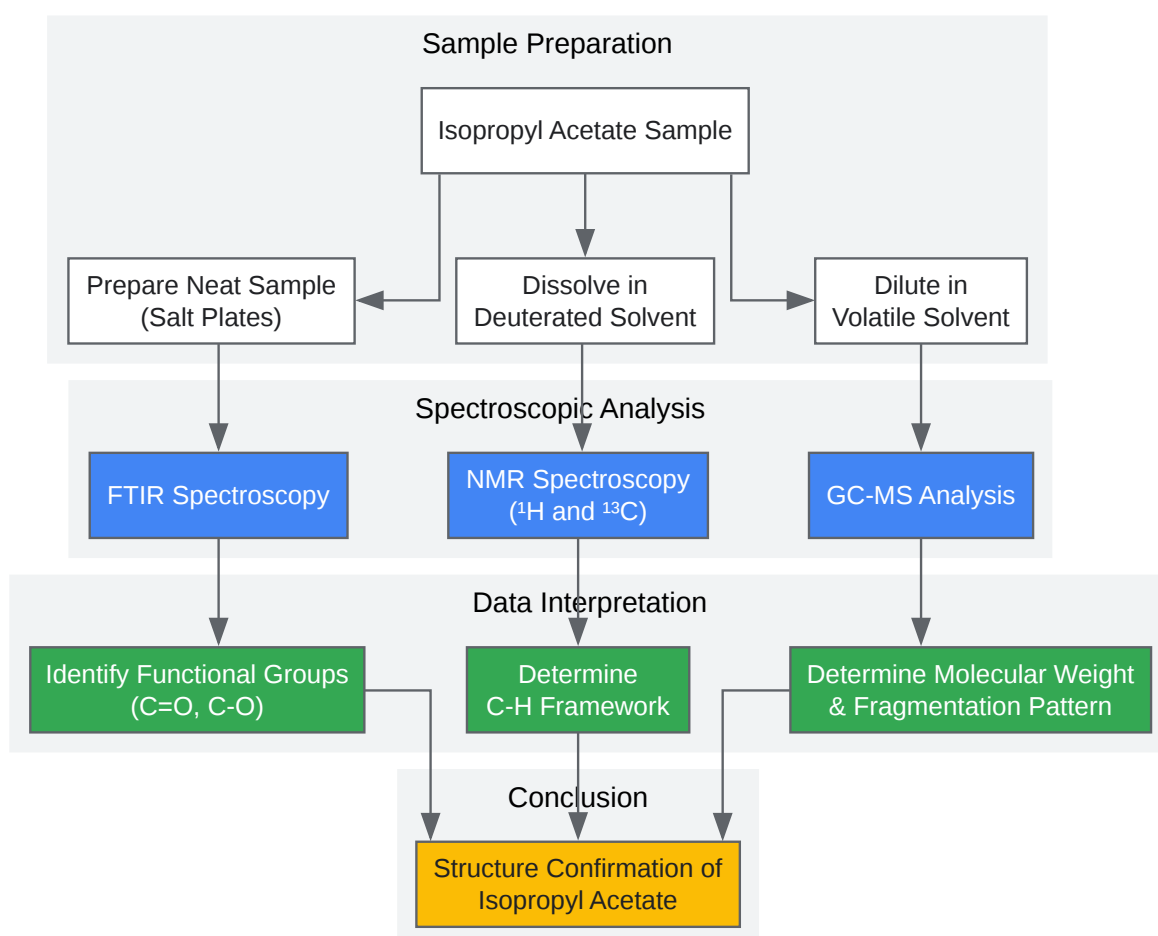 Sample Preparation
Isopropyl Acetate Sample
Prepare Neat Sample
(Salt Plates)
Dissolve in
Deuterated Solvent
Dilute in
Volatile Solvent
Spectroscopic Analysis
FTIR Spectroscopy
NMR Spectroscopy
(¹H and ¹³C)
GC-MS Analysis
Data Interpretation
Identify Functional Groups
(C=O, C-O)
Determine
C-H Framework
Determine Molecular Weight
& Fragmentation Pattern
Conclusion
Structure Confirmation of
Isopropyl Acetate